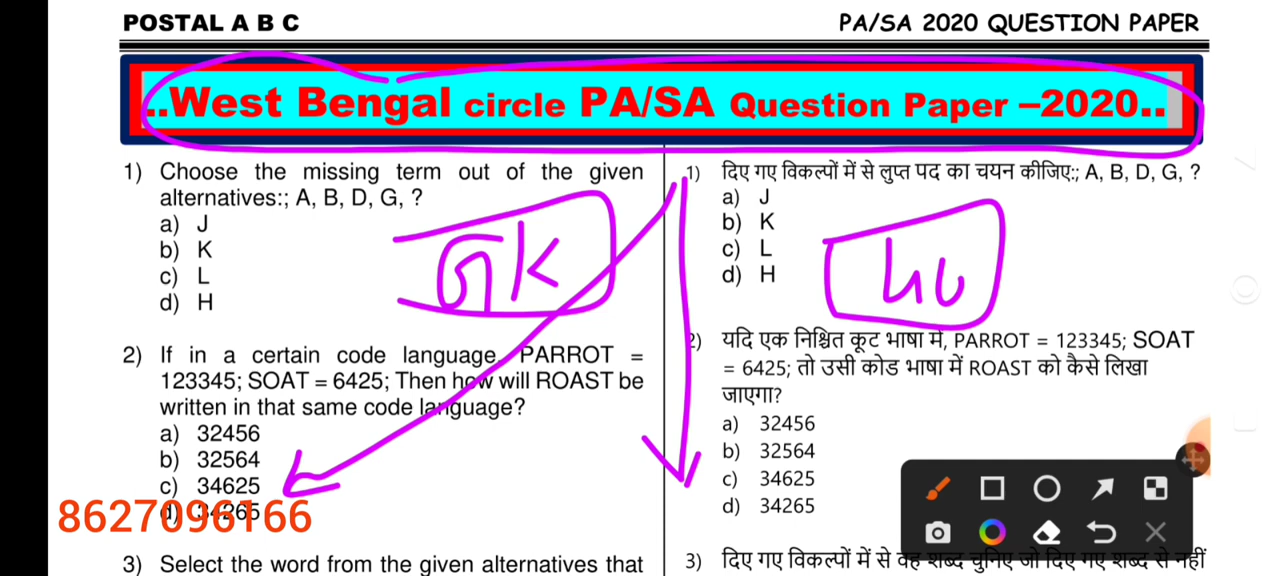 POSTAL A B C
PA/SA 2020 QUESTION PAPER
..West Bengal circle PA/SA Question Paper –2020..
1) Choose the missing term out of the given
alternatives:; A, B, D, G, ?
a) J
b) K
c) L
d) H
GK
2) If in a certain code language, PARROT =
123345; SOAT = 6425; Then how will ROAST be
written in that same code language?
a) 32456
b) 32564
c) 34625
d) 34265
8627096166
3) Select the word from the given alternatives that
1) दिए गए विकल्पों में से लुप्त पद का चयन कीजिए:; A, B, D, G, ?
a) J
b) K
c) L
d) H
2) यदि एक निश्चित कूट भाषा में, PARROT = 123345; SOAT
= 6425; तो उसी कोड भाषा में ROAST को कैसे लिखा
जाएगा?
a) 32456
b) 32564
c) 34625
d) 34265
3) दिए गए विकल्पों में से वह शब्द चुनिए जो दिए गए शब्द से नहीं